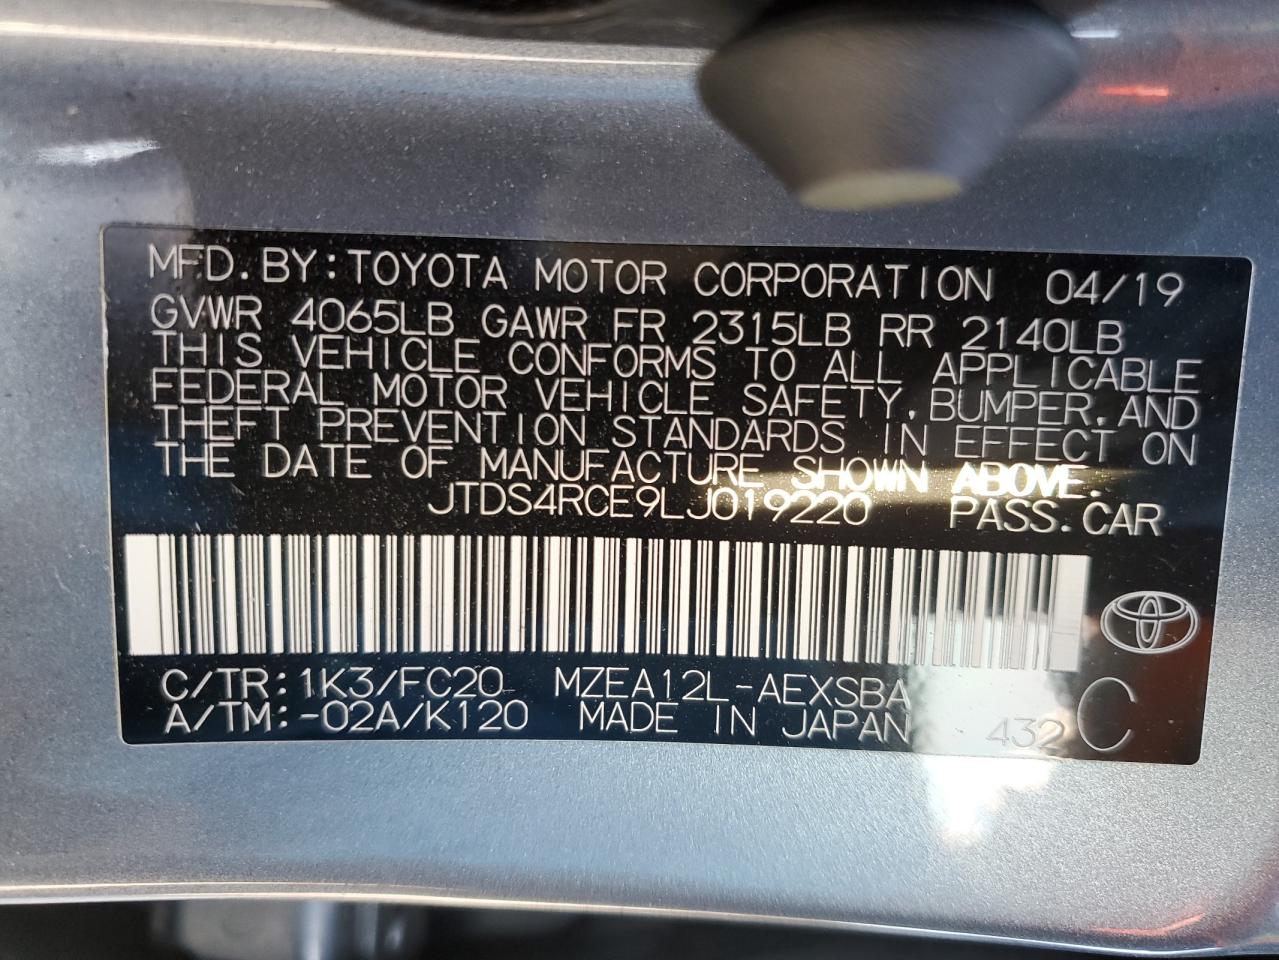 MFD.BY:TOYOTA MOTOR CORPORATION 04/19
GVWR 4065LB GAWR FR 2315LB RR 2140LB
THIS VEHICLE CONFORMS TO ALL APPLICABLE
FEDERAL MOTOR VEHICLE SAFETY, BUMPER, AND
THEFT PREVENTION STANDARDS IN EFFECT ON
THE DATE OF MANUFACTURE SHOWN ABOVE.
JTDS4RCE9LJ019220 PASS.CAR
C/TR:1K3/FC20 MZEA12L-AEXSBA C
A/TM:-02A/K120 MADE IN JAPAN 432